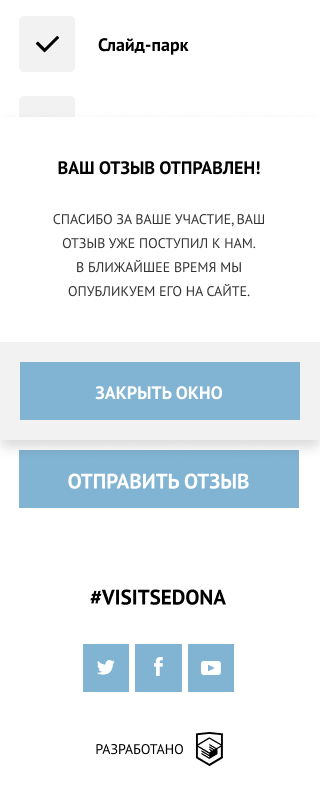 Слайд-парк
ВАШ ОТЗЫВ ОТПРАВЛЕН!
СПАСИБО ЗА ВАШЕ УЧАСТИЕ, ВАШ
ОТЗЫВ УЖЕ ПОСТУПИЛ К НАМ.
В БЛИЖАЙШЕЕ ВРЕМЯ МЫ
ОПУБЛИКУЕМ ЕГО НА САЙТЕ.
ЗАКРЫТЬ ОКНО
ОТПРАВИТЬ ОТЗЫВ
#VISITSEDONA
РАЗРАБОТАНО